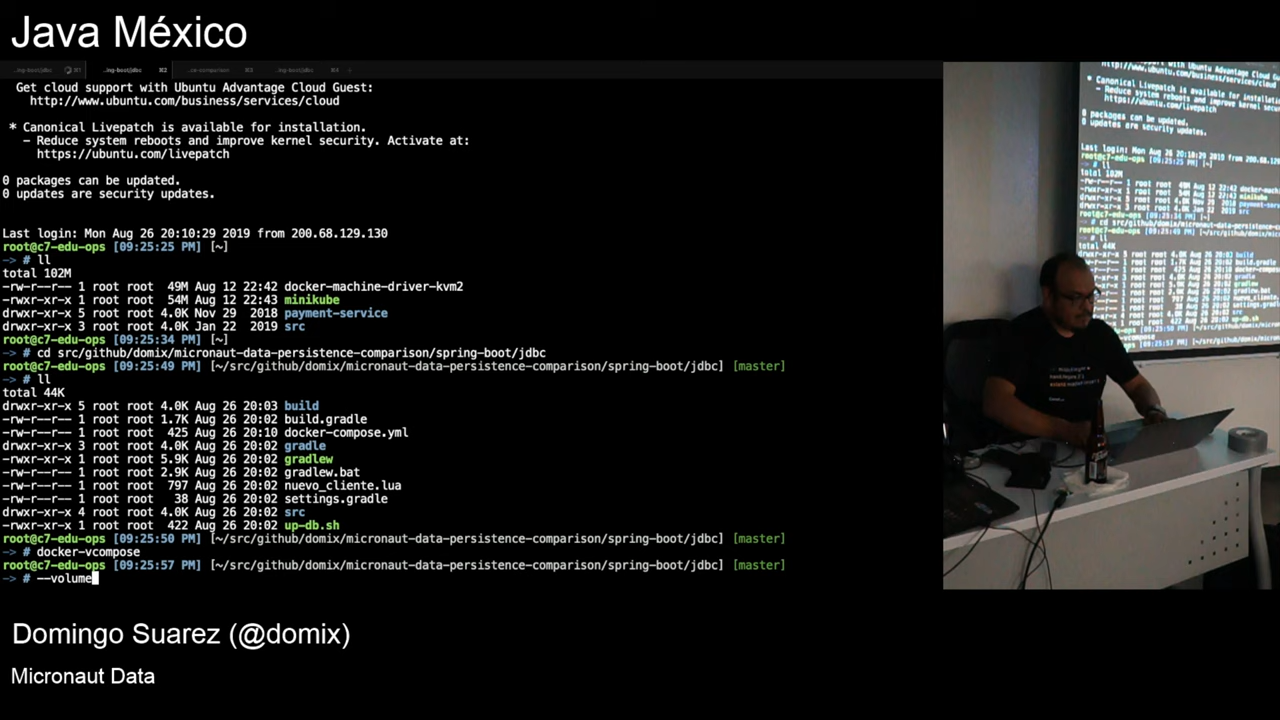 Java México
...ing-boot/jdbc ⌘1 ...ing-boot/jdbc ⌘2 ...ce-comparison ⌘3 ...ing-boot/jdbc ⌘4
Get cloud support with Ubuntu Advantage Cloud Guest:
http://www.ubuntu.com/business/services/cloud
* Canonical Livepatch is available for installation.
- Reduce system reboots and improve kernel security. Activate at:
https://ubuntu.com/livepatch
0 packages can be updated.
0 updates are security updates.
Last login: Mon Aug 26 20:10:29 2019 from 200.68.129.130
root@c7-edu-ops [09:25:25 PM] [~]
-> # ll
total 102M
-rw-r--r-- 1 root root 49M Aug 12 22:42 docker-machine-driver-kvm2
-rwxr-xr-x 1 root root 54M Aug 12 22:43 minikube
drwxr-xr-x 5 root root 4.0K Nov 29 2018 payment-service
drwxr-xr-x 3 root root 4.0K Jan 22 2019 src
root@c7-edu-ops [09:25:34 PM] [~]
-> # cd src/github/domix/micronaut-data-persistence-comparison/spring-boot/jdbc
root@c7-edu-ops [09:25:49 PM] [~/src/github/domix/micronaut-data-persistence-comparison/spring-boot/jdbc] [master]
-> # ll
total 44K
drwxr-xr-x 5 root root 4.0K Aug 26 20:03 build
-rw-r--r-- 1 root root 1.7K Aug 26 20:02 build.gradle
-rw-r--r-- 1 root root 425 Aug 26 20:10 docker-compose.yml
drwxr-xr-x 3 root root 4.0K Aug 26 20:02 gradle
-rwxr-xr-x 1 root root 5.9K Aug 26 20:02 gradlew
-rw-r--r-- 1 root root 2.9K Aug 26 20:02 gradlew.bat
-rw-r--r-- 1 root root 797 Aug 26 20:02 nuevo_cliente.lua
-rw-r--r-- 1 root root 38 Aug 26 20:02 settings.gradle
drwxr-xr-x 4 root root 4.0K Aug 26 20:02 src
-rwxr-xr-x 1 root root 422 Aug 26 20:02 up-db.sh
root@c7-edu-ops [09:25:50 PM] [~/src/github/domix/micronaut-data-persistence-comparison/spring-boot/jdbc] [master]
-> # docker-vcompose
root@c7-edu-ops [09:25:57 PM] [~/src/github/domix/micronaut-data-persistence-comparison/spring-boot/jdbc] [master]
-> # --volume
Domingo Suarez (@domix)
Micronaut Data